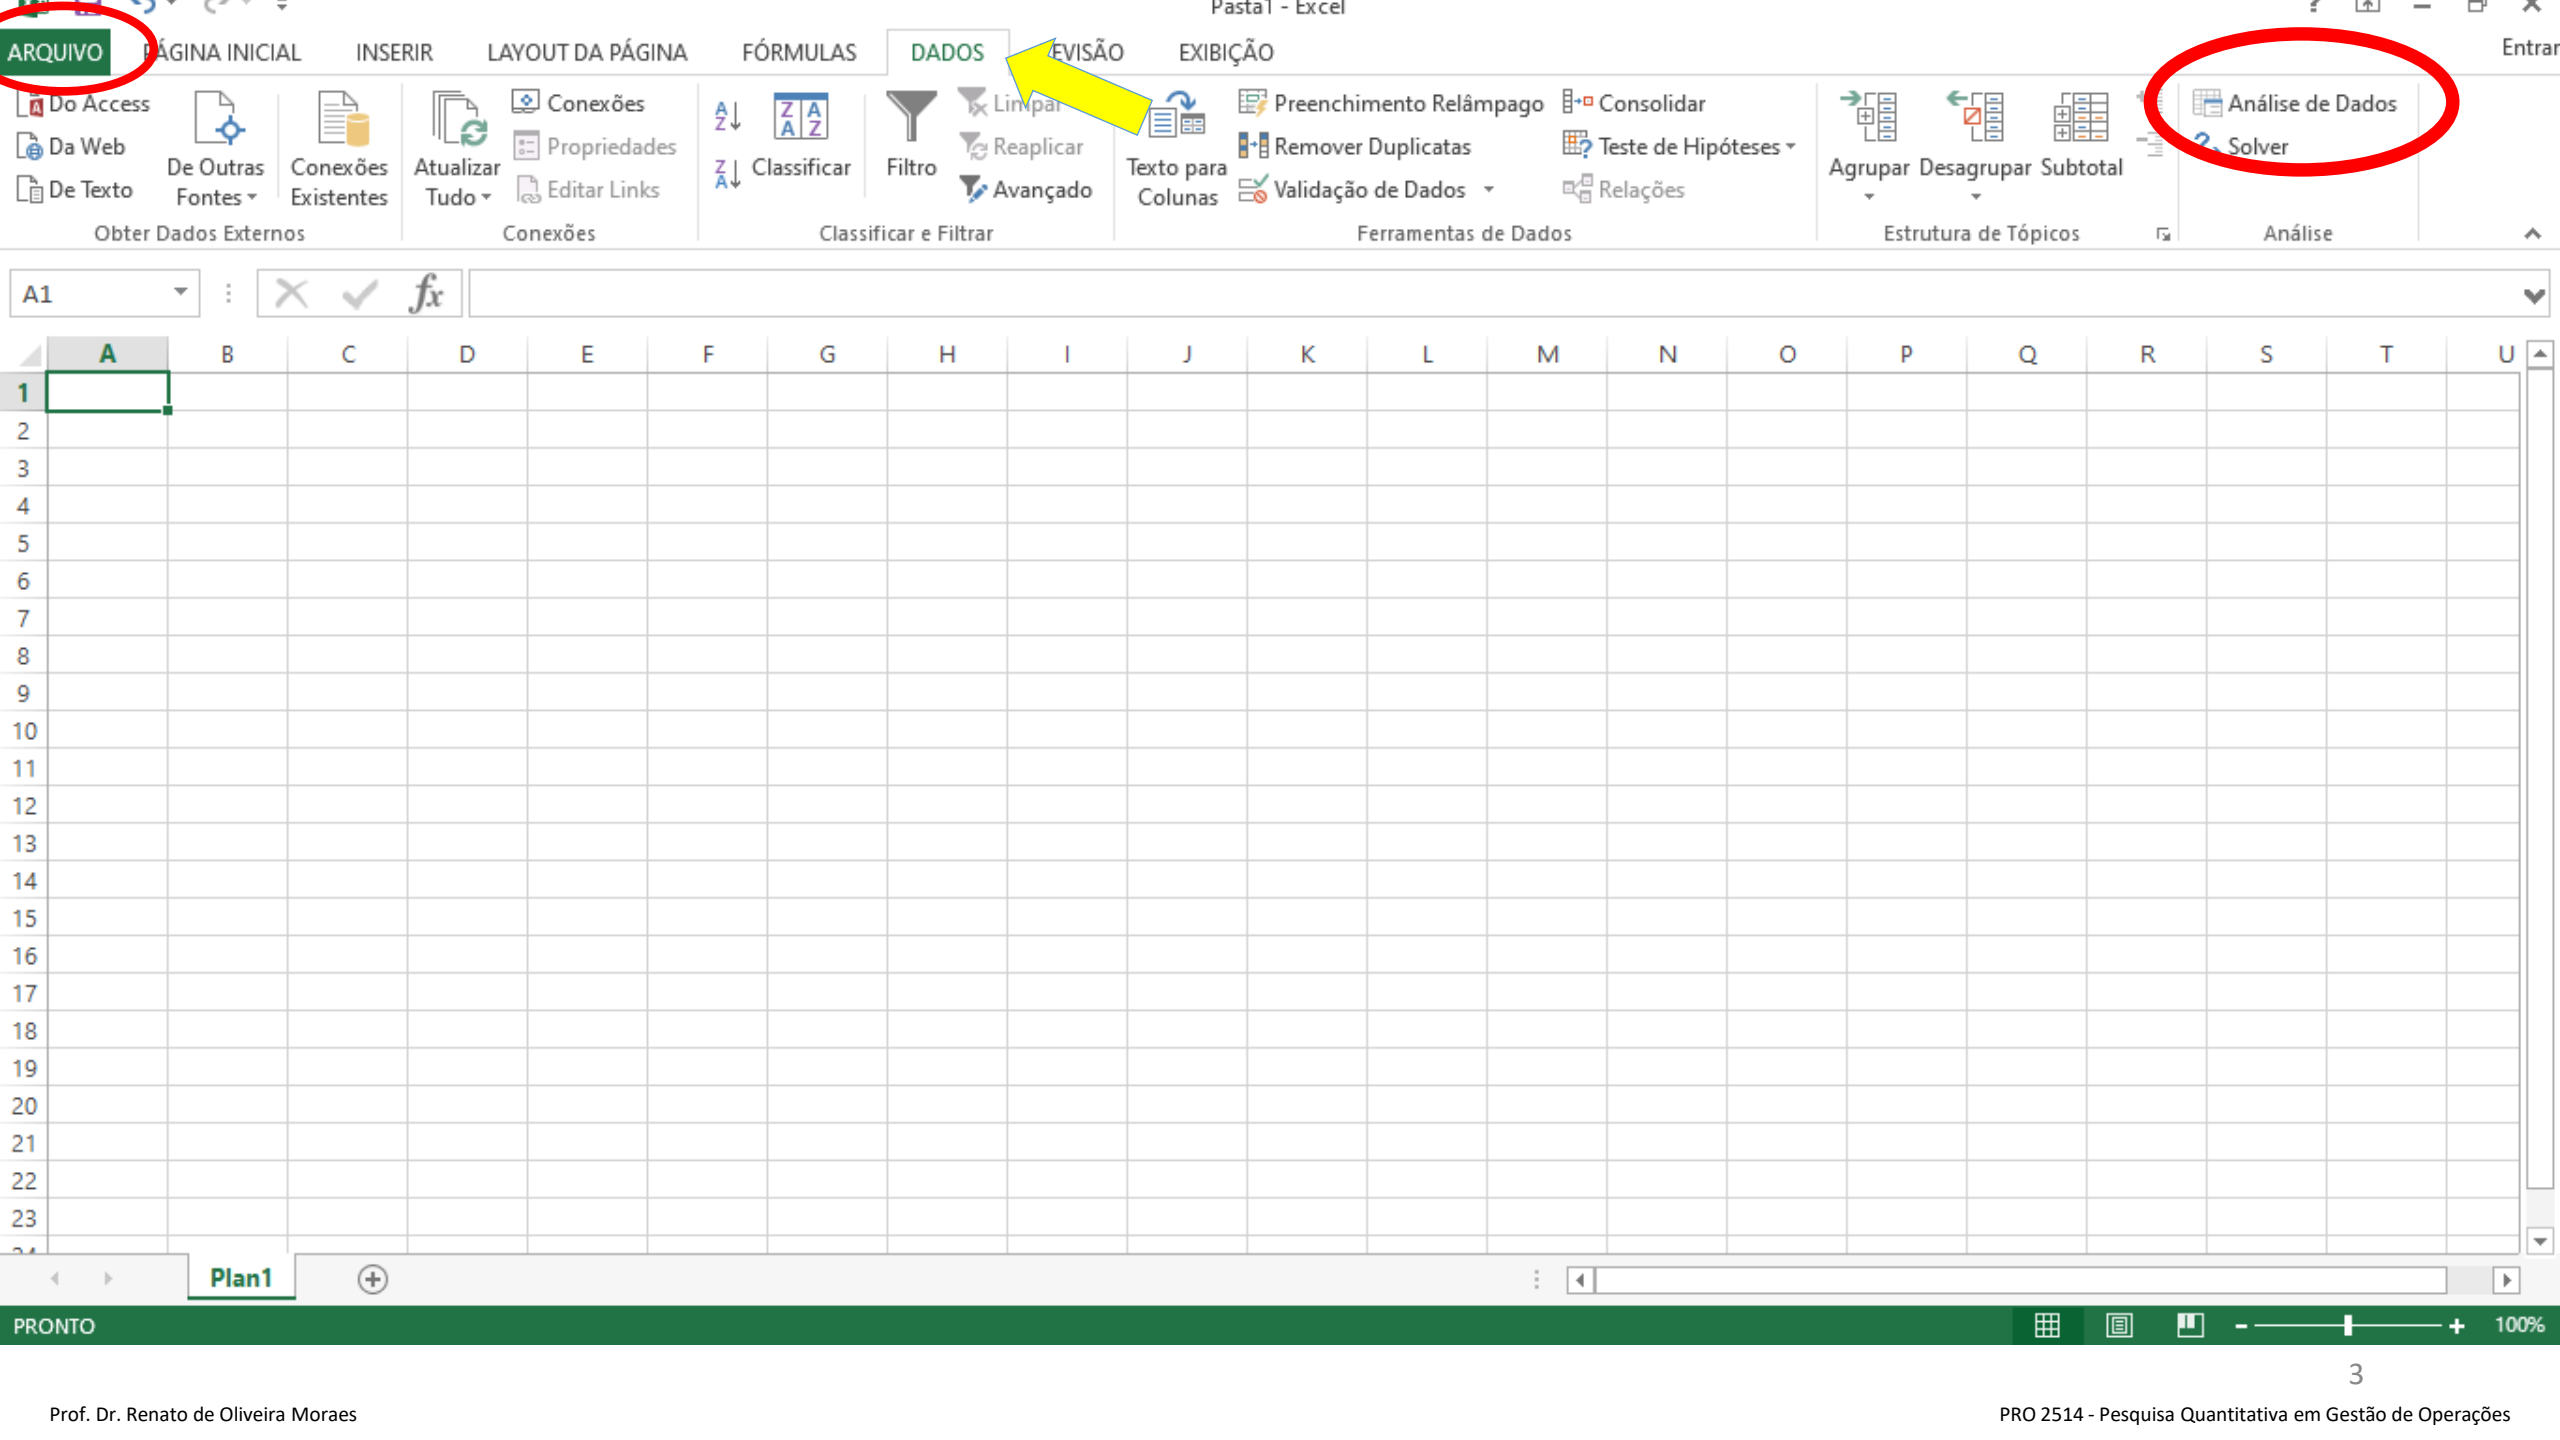 Pasta1 - Excel
ARQUIVO PÁGINA INICIAL INSERIR LAYOUT DA PÁGINA FÓRMULAS DADOS EVISÃO EXIBIÇÃO Entrar
Do Access
Da Web
De Texto
De Outras
Fontes
Conexões
Existentes
Obter Dados Externos
Atualizar
Tudo
Conexões
Propriedades
Editar Links
Conexões
Classificar
Filtro
Limpar
Reaplicar
Avançado
Classificar e Filtrar
Texto para
Colunas
Preenchimento Relâmpago
Remover Duplicatas
Validação de Dados
Consolidar
Teste de Hipóteses
Relações
Ferramentas de Dados
Agrupar Desagrupar Subtotal
Estrutura de Tópicos
Análise de Dados
Solver
Análise
A1
fx
A B C D E F G H I J K L M N O P Q R S T U
1
2
3
4
5
6
7
8
9
10
11
12
13
14
15
16
17
18
19
20
21
22
23
Plan1
PRONTO 100%
3
Prof. Dr. Renato de Oliveira Moraes
PRO 2514 - Pesquisa Quantitativa em Gestão de Operações